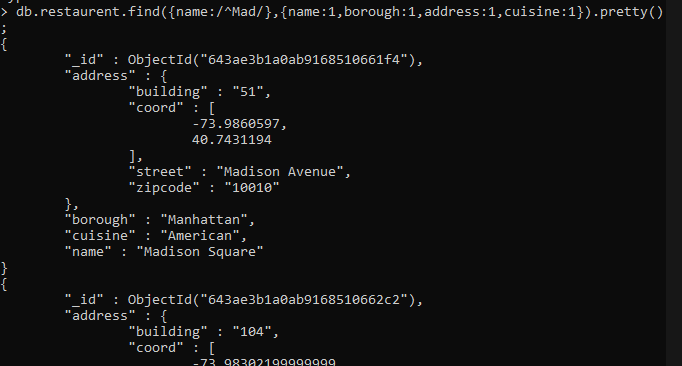 > db.restaurent.find({name:/^Mad/},{name:1,borough:1,address:1,cuisine:1}).pretty()
;
{
        "_id" : ObjectId("643ae3b1a0ab9168510661f4"),
        "address" : {
                "building" : "51",
                "coord" : [
                        -73.9860597,
                        40.7431194
                ],
                "street" : "Madison Avenue",
                "zipcode" : "10010"
        },
        "borough" : "Manhattan",
        "cuisine" : "American",
        "name" : "Madison Square"
}
{
        "_id" : ObjectId("643ae3b1a0ab9168510662c2"),
        "address" : {
                "building" : "104",
                "coord" : [
                        -73.98302199999999